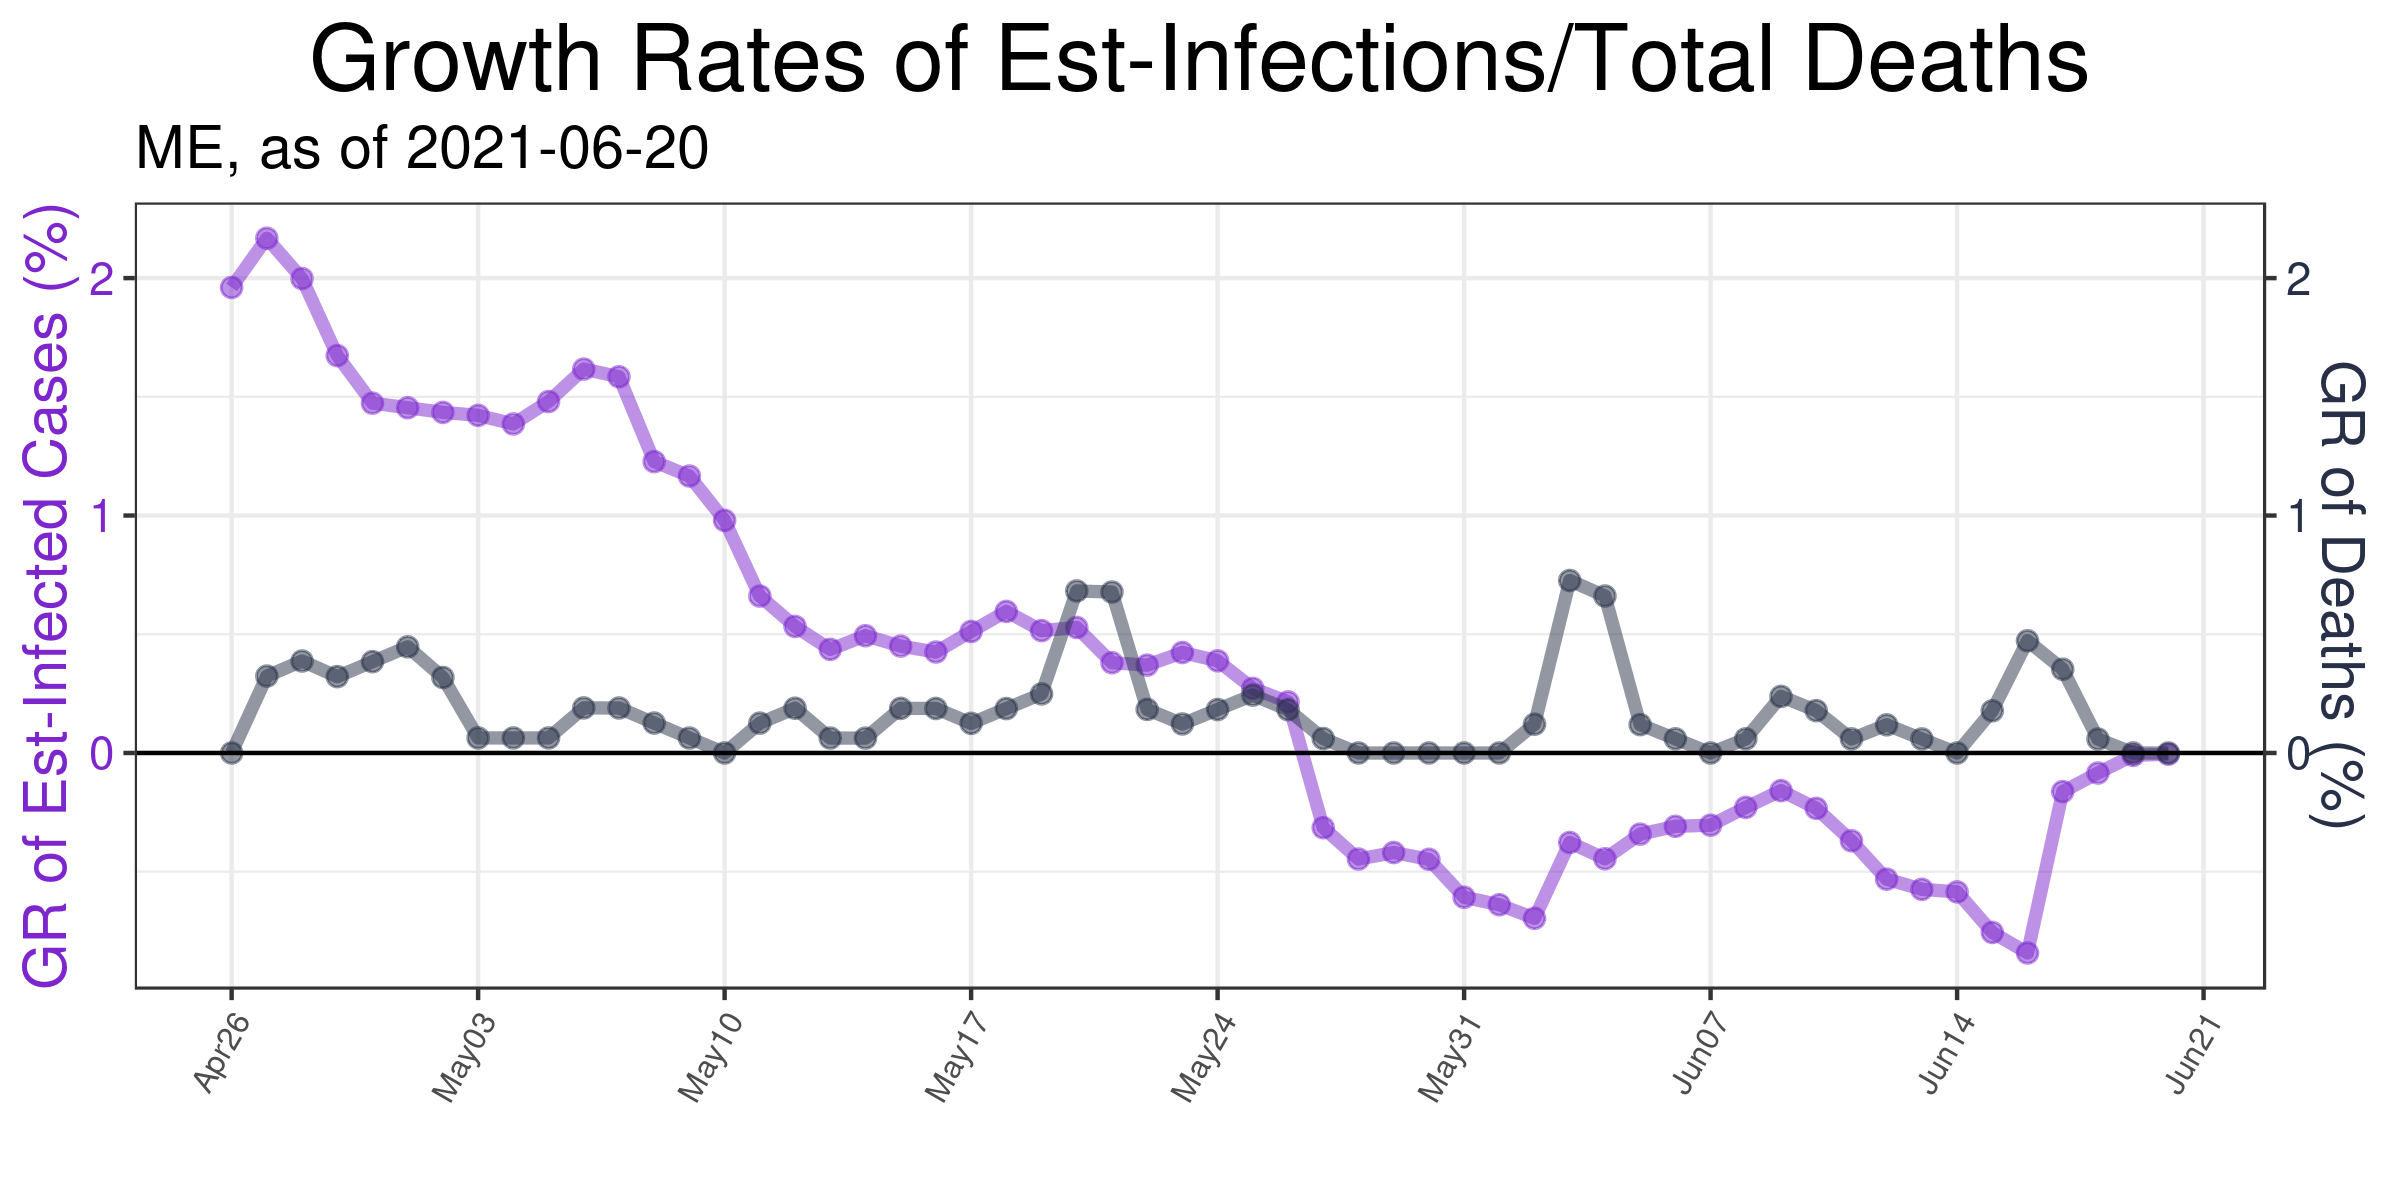 Growth Rates of Est-Infections/Total Deaths
ME, as of 2021-06-20
GR of Est-Infected Cases (%)
2
1
0
2
1
0
GR of Deaths (%)
Apr26
May03
May10
May17
May24
May31
Jun07
Jun14
Jun21